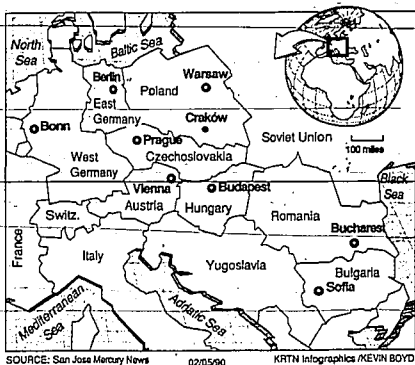 North
Sea
Baltic Sea
Berlin
East
Germany
Poland
Warsaw
Craków
Bonn
Prague
Soviet Union
100 miles
West
Germany
Czechoslovakia
Vienna
Budapest
Black
Sea
Switz.
Austria
Hungary
Romania
France
Italy
Yugoslavia
Bucharest
Bulgaria
Sofia
Mediterranean
Sea
Adriatic Sea
SOURCE: San Jose Mercury News
02/05/90
KRTN Infographics /KEVIN BOYD